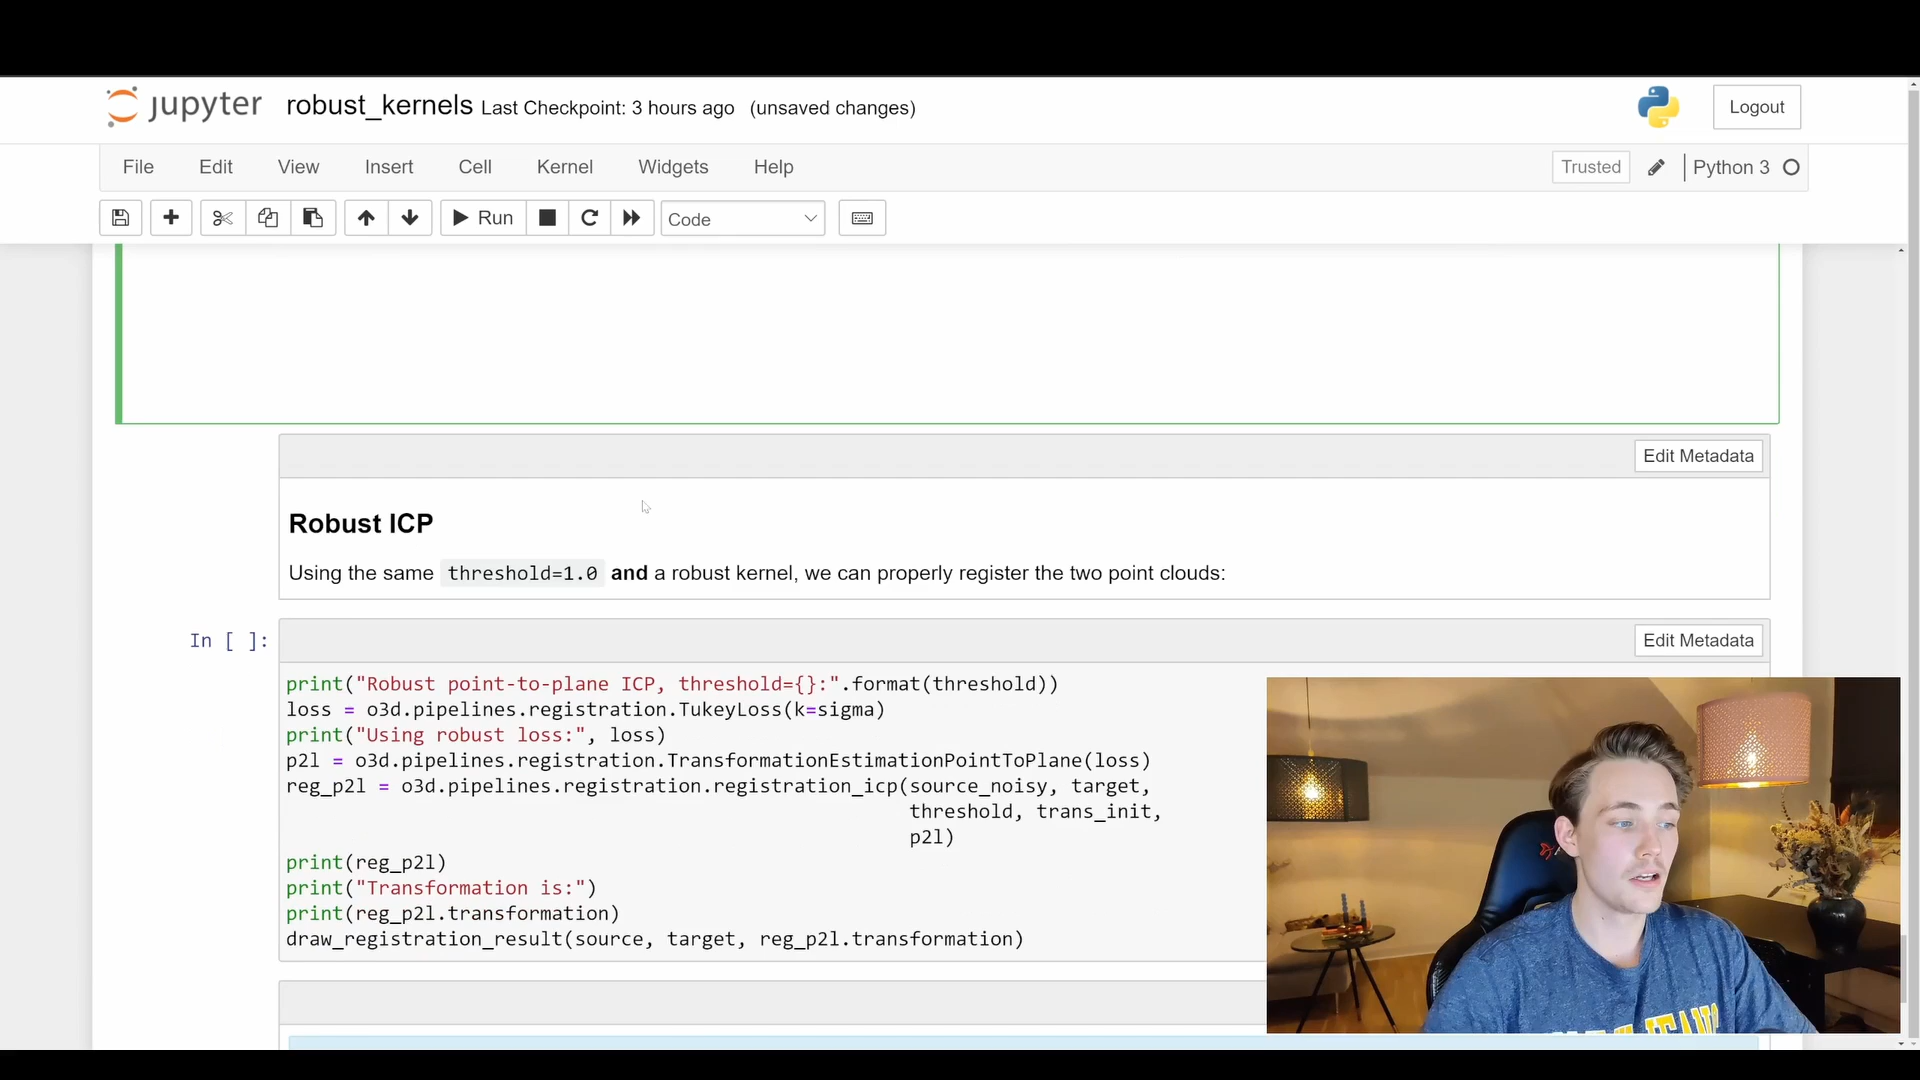 jupyter robust_kernels Last Checkpoint: 3 hours ago (unsaved changes) Logout
File Edit View Insert Cell Kernel Widgets Help Trusted Python 3
Run Code
Edit Metadata
Robust ICP
Using the same threshold=1.0 and a robust kernel, we can properly register the two point clouds:
In [ ]: Edit Metadata
print("Robust point-to-plane ICP, threshold={}:".format(threshold))
loss = o3d.pipelines.registration.TukeyLoss(k=sigma)
print("Using robust loss:", loss)
p2l = o3d.pipelines.registration.TransformationEstimationPointToPlane(loss)
reg_p2l = o3d.pipelines.registration.registration_icp(source_noisy, target,
threshold, trans_init,
p2l)
print(reg_p2l)
print("Transformation is:")
print(reg_p2l.transformation)
draw_registration_result(source, target, reg_p2l.transformation)